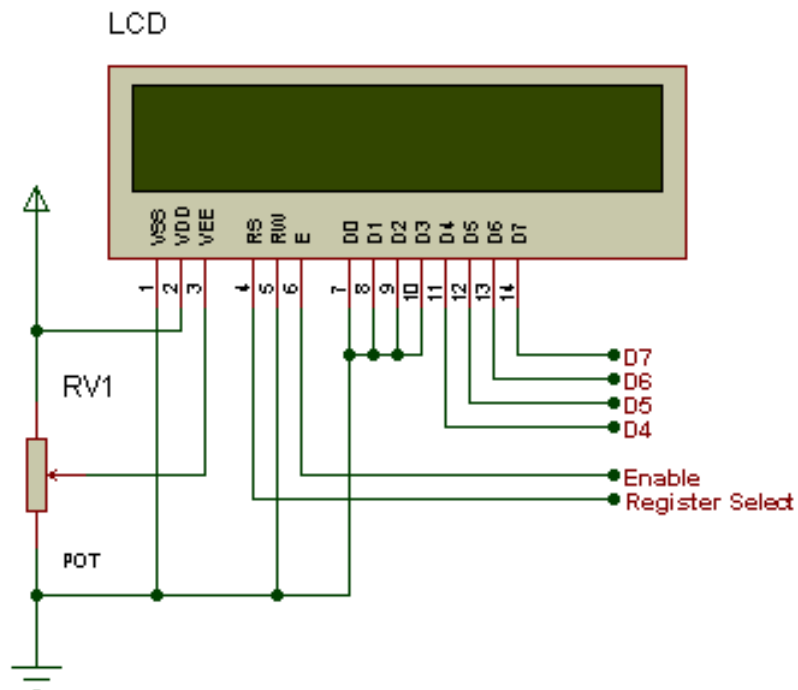 LCD
VSS VDD VEE RS RW E D0 D1 D2 D3 D4 D5 D6 D7
1 2 3 4 5 6 7 8 9 10 11 12 13 14
D7
D6
D5
D4
RV1
Enable
Register Select
POT